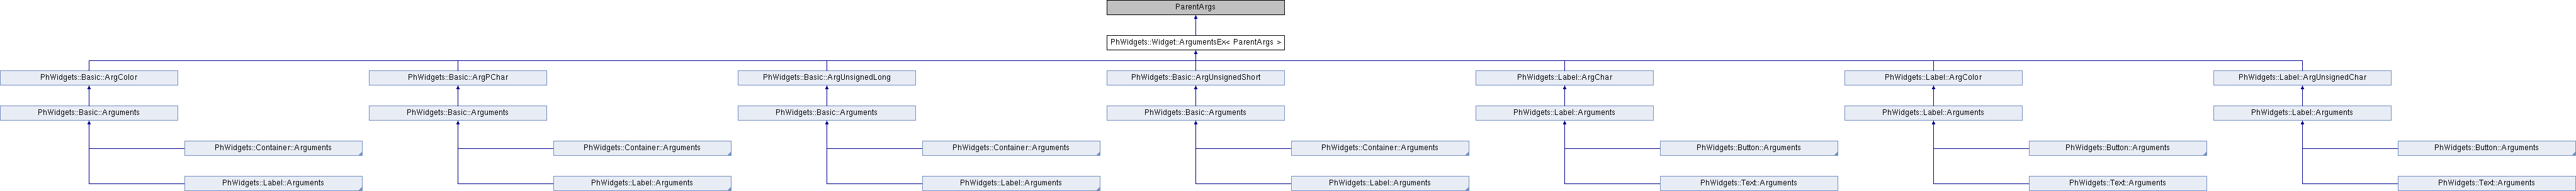 ParentArgs
PhWidgets::Widget::ArgumentsEx< ParentArgs >
PhWidgets::Basic::ArgColor
PhWidgets::Basic::ArgPChar
PhWidgets::Basic::ArgUnsignedLong
PhWidgets::Basic::ArgUnsignedShort
PhWidgets::Label::ArgChar
PhWidgets::Label::ArgColor
PhWidgets::Label::ArgUnsignedChar
PhWidgets::Basic::Arguments
PhWidgets::Basic::Arguments
PhWidgets::Basic::Arguments
PhWidgets::Basic::Arguments
PhWidgets::Label::Arguments
PhWidgets::Label::Arguments
PhWidgets::Label::Arguments
PhWidgets::Container::Arguments
PhWidgets::Container::Arguments
PhWidgets::Container::Arguments
PhWidgets::Container::Arguments
PhWidgets::Button::Arguments
PhWidgets::Button::Arguments
PhWidgets::Button::Arguments
PhWidgets::Label::Arguments
PhWidgets::Label::Arguments
PhWidgets::Label::Arguments
PhWidgets::Label::Arguments
PhWidgets::Text::Arguments
PhWidgets::Text::Arguments
PhWidgets::Text::Arguments